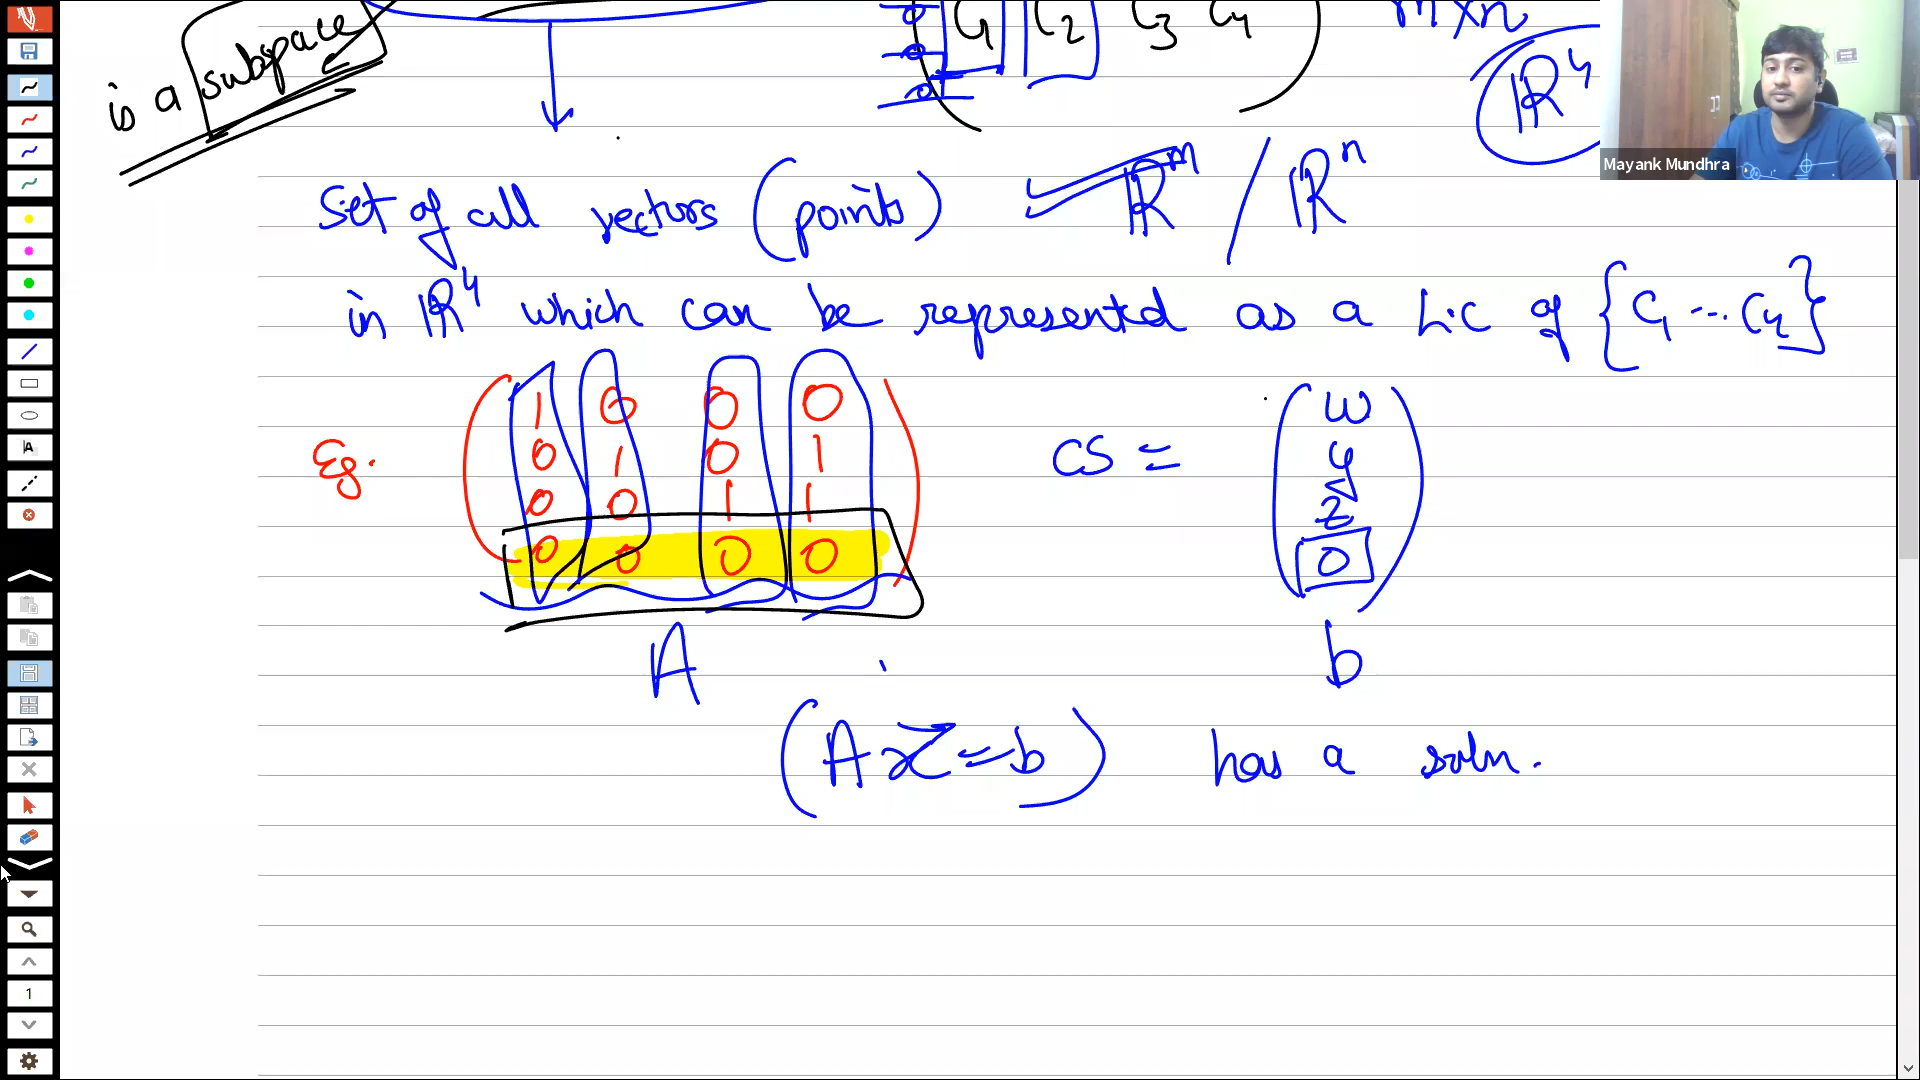 C1 C2 C3 C4 m×n
is a subspace
ℝ⁴
Mayank Mundhra
Set of all vectors (points) ℝᵐ / ℝⁿ
in ℝ⁴ which can be represented as a L.C of {C1 ... C4}
Eg. 1 0 0 0
0 1 0 1
0 0 1 1
0 0 0 0
A
CS = (w
y
z
0)
b
(Ax⃗ = b) has a soln.
1